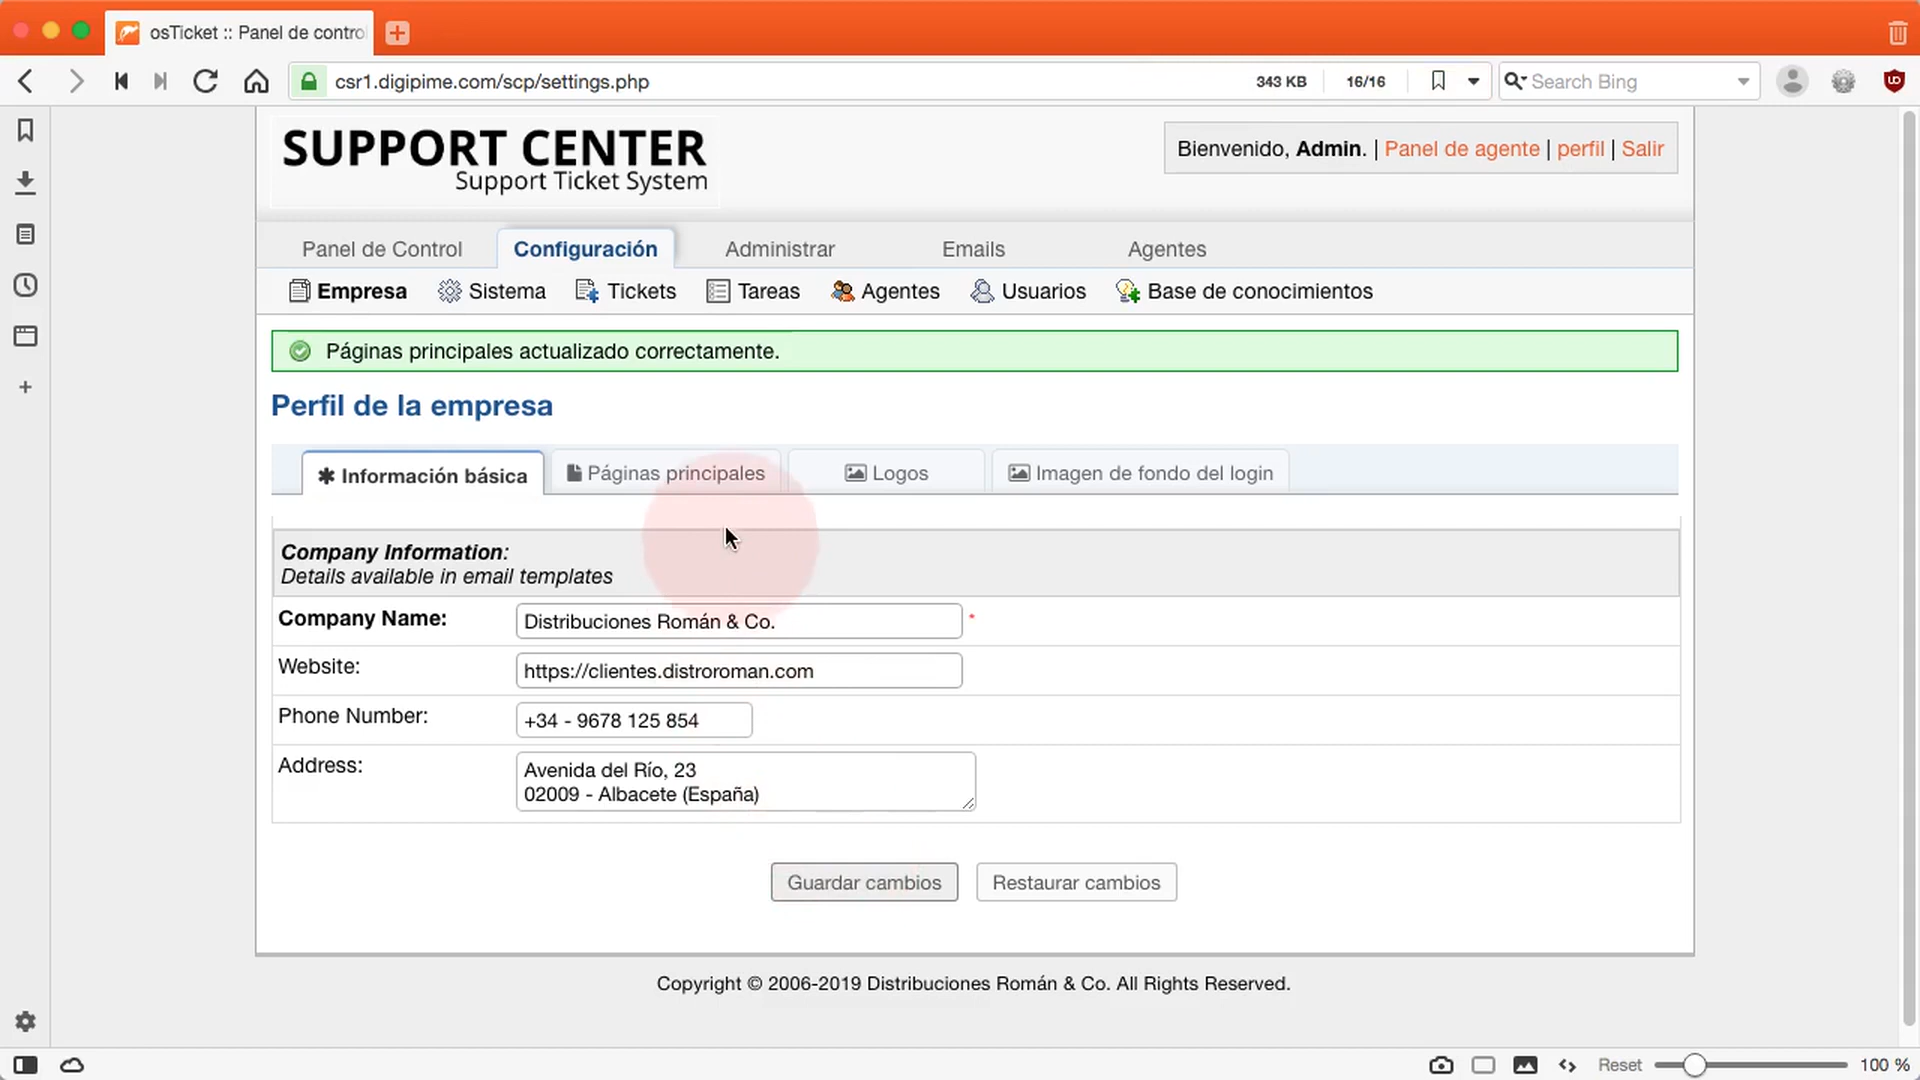 osTicket :: Panel de contro
csr1.digipime.com/scp/settings.php
343 KB
16/16
Search Bing
SUPPORT CENTER
Support Ticket System
Bienvenido, Admin. | Panel de agente | perfil | Salir
Panel de Control
Configuración
Administrar
Emails
Agentes
Empresa
Sistema
Tickets
Tareas
Agentes
Usuarios
Base de conocimientos
Páginas principales actualizado correctamente.
Perfil de la empresa
Información básica
Páginas principales
Logos
Imagen de fondo del login
Company Information:
Details available in email templates
Company Name:
Distribuciones Román & Co.
*
Website:
https://clientes.distroroman.com
Phone Number:
+34 - 9678 125 854
Address:
Avenida del Río, 23
02009 - Albacete (España)
Guardar cambios
Restaurar cambios
Copyright © 2006-2019 Distribuciones Román & Co. All Rights Reserved.
Reset
100 %